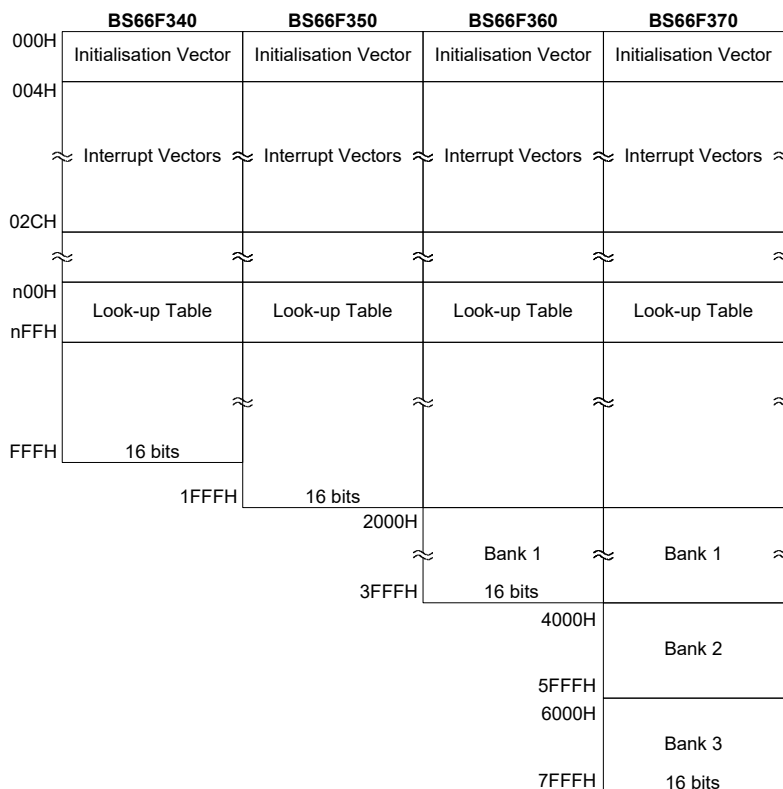 BS66F340 BS66F350 BS66F360 BS66F370
000H
Initialisation Vector Initialisation Vector Initialisation Vector Initialisation Vector
004H
Interrupt Vectors Interrupt Vectors Interrupt Vectors Interrupt Vectors
02CH
n00H
Look-up Table Look-up Table Look-up Table Look-up Table
nFFH
FFFH 16 bits
1FFFH 16 bits
2000H
Bank 1 Bank 1
3FFFH 16 bits
4000H
Bank 2
5FFFH
6000H
Bank 3
7FFFH 16 bits